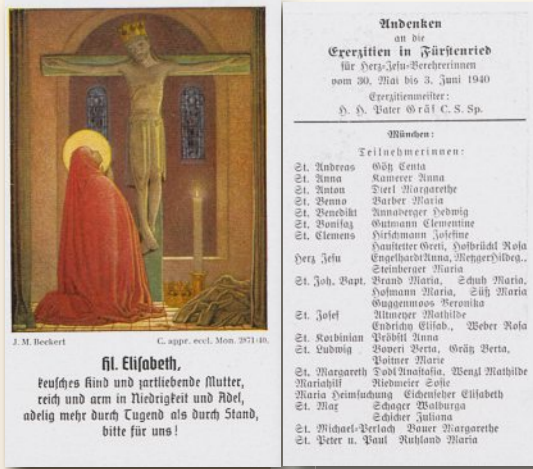 J. M. Beckert
C. appr. eccl. Mon. 2971/40.
Hl. Elisabeth,
keusches Kind und zartliebende Mutter,
reich und arm in Niedrigkeit und Adel,
adelig mehr durch Tugend als durch Stand,
bitte für uns!
Andenken
an die
Exerzitien in Fürstenried
für Herz-Jesu-Verehrerinnen
vom 30. Mai bis 3. Juni 1940
Exerzitienmeister:
H. H. Pater Gräf C. S. Sp.
München:
Teilnehmerinnen:
St. Andreas Götz Centa
St. Anna Kamerer Anna
St. Anton Dierl Margarethe
St. Benno Barber Maria
St. Benedikt Annaberger Hedwig
St. Bonifaz Gutmann Clementine
St. Clemens Hirschmann Josefine
Haustetter Greti, Hofbrückl Rosa
Herz Jesu Engelhardt Anna, Metzger Hildeg.,
Steinberger Maria
St. Joh. Bapt. Brand Maria, Schuh Maria,
Hofmann Maria, Süß Maria
Guggenmoos Veronika
St. Josef Altneyer Mathilde
Endrichy Elisab., Weber Rosa
St. Korbinian Pröbstl Anna
St. Ludwig Boveri Berta, Grätz Berta,
Poitner Marie
St. Margareth Dodl Anastasia, Wenzl Mathilde
Mariahilf Riedmeier Sofie
Maria Heimsuchung Eichenseher Elisabeth
St. Max Schager Walburga
Schicher Juliana
St. Michael-Perlach Bauer Margarethe
St. Peter u. Paul Ruhland Maria